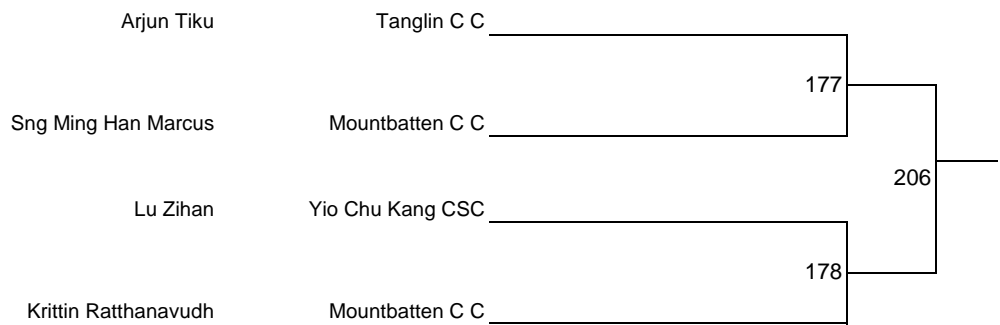 Arjun Tiku Tanglin C C
177
Sng Ming Han Marcus Mountbatten C C
206
Lu Zihan Yio Chu Kang CSC
178
Krittin Ratthanavudh Mountbatten C C